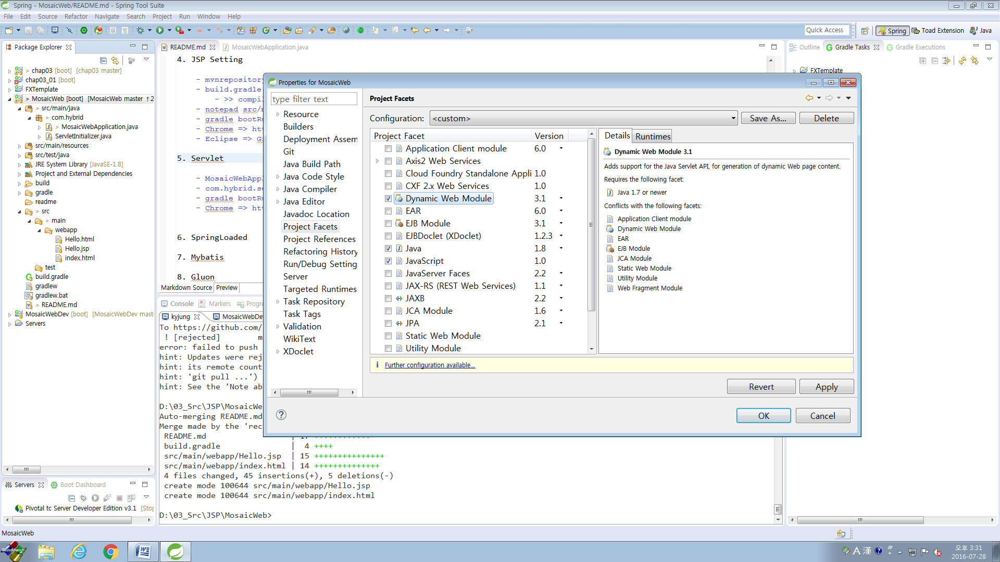 Spring - MosaicWeb/README.md - Spring Tool Suite
File Edit Source Refactor Navigate Search Project Run Window Help
Quick Access
Spring
Toad Extension
Java
Package Explorer
> chap03 [boot] [chap03 master]
chap03_01 [boot]
FXTemplate
> MosaicWeb [boot] [MosaicWeb master ↑2
> src/main/java
> com.hybrid
> MosaicWebApplication.java
ServletInitializer.java
src/main/resources
src/test/java
JRE System Library [JavaSE-1.8]
Project and External Dependencies
build
gradle
readme
> src
> main
webapp
Hello.html
Hello.jsp
index.html
test
build.gradle
gradlew
gradlew.bat
> README.md
MosaicWebDev [boot] [MosaicWebDev mast
Servers
Servers
Boot Dashboard
Pivotal tc Server Developer Edition v3.1 [Stop
README.md
MosaicWebApplication.java
4. JSP Setting
- mvnrepository
- build.gradle
- >> compil
- notepad src/m
- gradle bootRu
- Chrome => htt
- Eclipse => Gr
5. Servlet
- MosaicWebAppl
- com.hybrid.se
- gradle bootRu
- Chrome => htt
6. SpringLoaded
7. Mybatis
8. Gluon
Markdown Source Preview
Console
Markers
Progre
kyjung
MosaicWebDe
To https://github.com/
! [rejected] m
error: failed to push
hint: Updates were rej
hint: its remote count
hint: 'git pull ...')
hint: See the 'Note ab
D:\03_Src\JSP\MosaicWe
Auto-merging README.md
Merge made by the 'rec
README.md | 17 ++++++++++++
build.gradle | 4 ++++
src/main/webapp/Hello.jsp | 15 +++++++++++++++
src/main/webapp/index.html | 14 ++++++++++++++
4 files changed, 45 insertions(+), 5 deletions(-)
create mode 100644 src/main/webapp/Hello.jsp
create mode 100644 src/main/webapp/index.html
D:\03_Src\JSP\MosaicWeb>
Outline
Gradle Tasks
Gradle Executions
FXTemplate
Properties for MosaicWeb
type filter text
Resource
Builders
Deployment Assem
Git
Java Build Path
Java Code Style
Java Compiler
Java Editor
Javadoc Location
Project Facets
Project References
Refactoring History
Run/Debug Setting
Server
Targeted Runtimes
Task Repository
Task Tags
Validation
WikiText
XDoclet
Project Facets
Configuration: <custom> Save As... Delete
Project Facet Version
Application Client module 6.0
Axis2 Web Services
Cloud Foundry Standalone Appli 1.0
CXF 2.x Web Services 1.0
Dynamic Web Module 3.1
EAR 6.0
EJB Module 3.1
EJBDoclet (XDoclet) 1.2.3
Java 1.8
JavaScript 1.0
JavaServer Faces 2.2
JAX-RS (REST Web Services) 1.1
JAXB 2.2
JCA Module 1.6
JPA 2.1
Static Web Module
Utility Module
Details Runtimes
Dynamic Web Module 3.1
Adds support for the Java Servlet API, for generation of dynamic Web page content.
Requires the following facet:
Java 1.7 or newer
Conflicts with the following facets:
Application Client module
Dynamic Web Module
EAR
EJB Module
JCA Module
Static Web Module
Utility Module
Web Fragment Module
Further configuration available...
Revert Apply
OK Cancel
MosaicWeb
Windows
A 漢
오후 3:31
2016-07-28